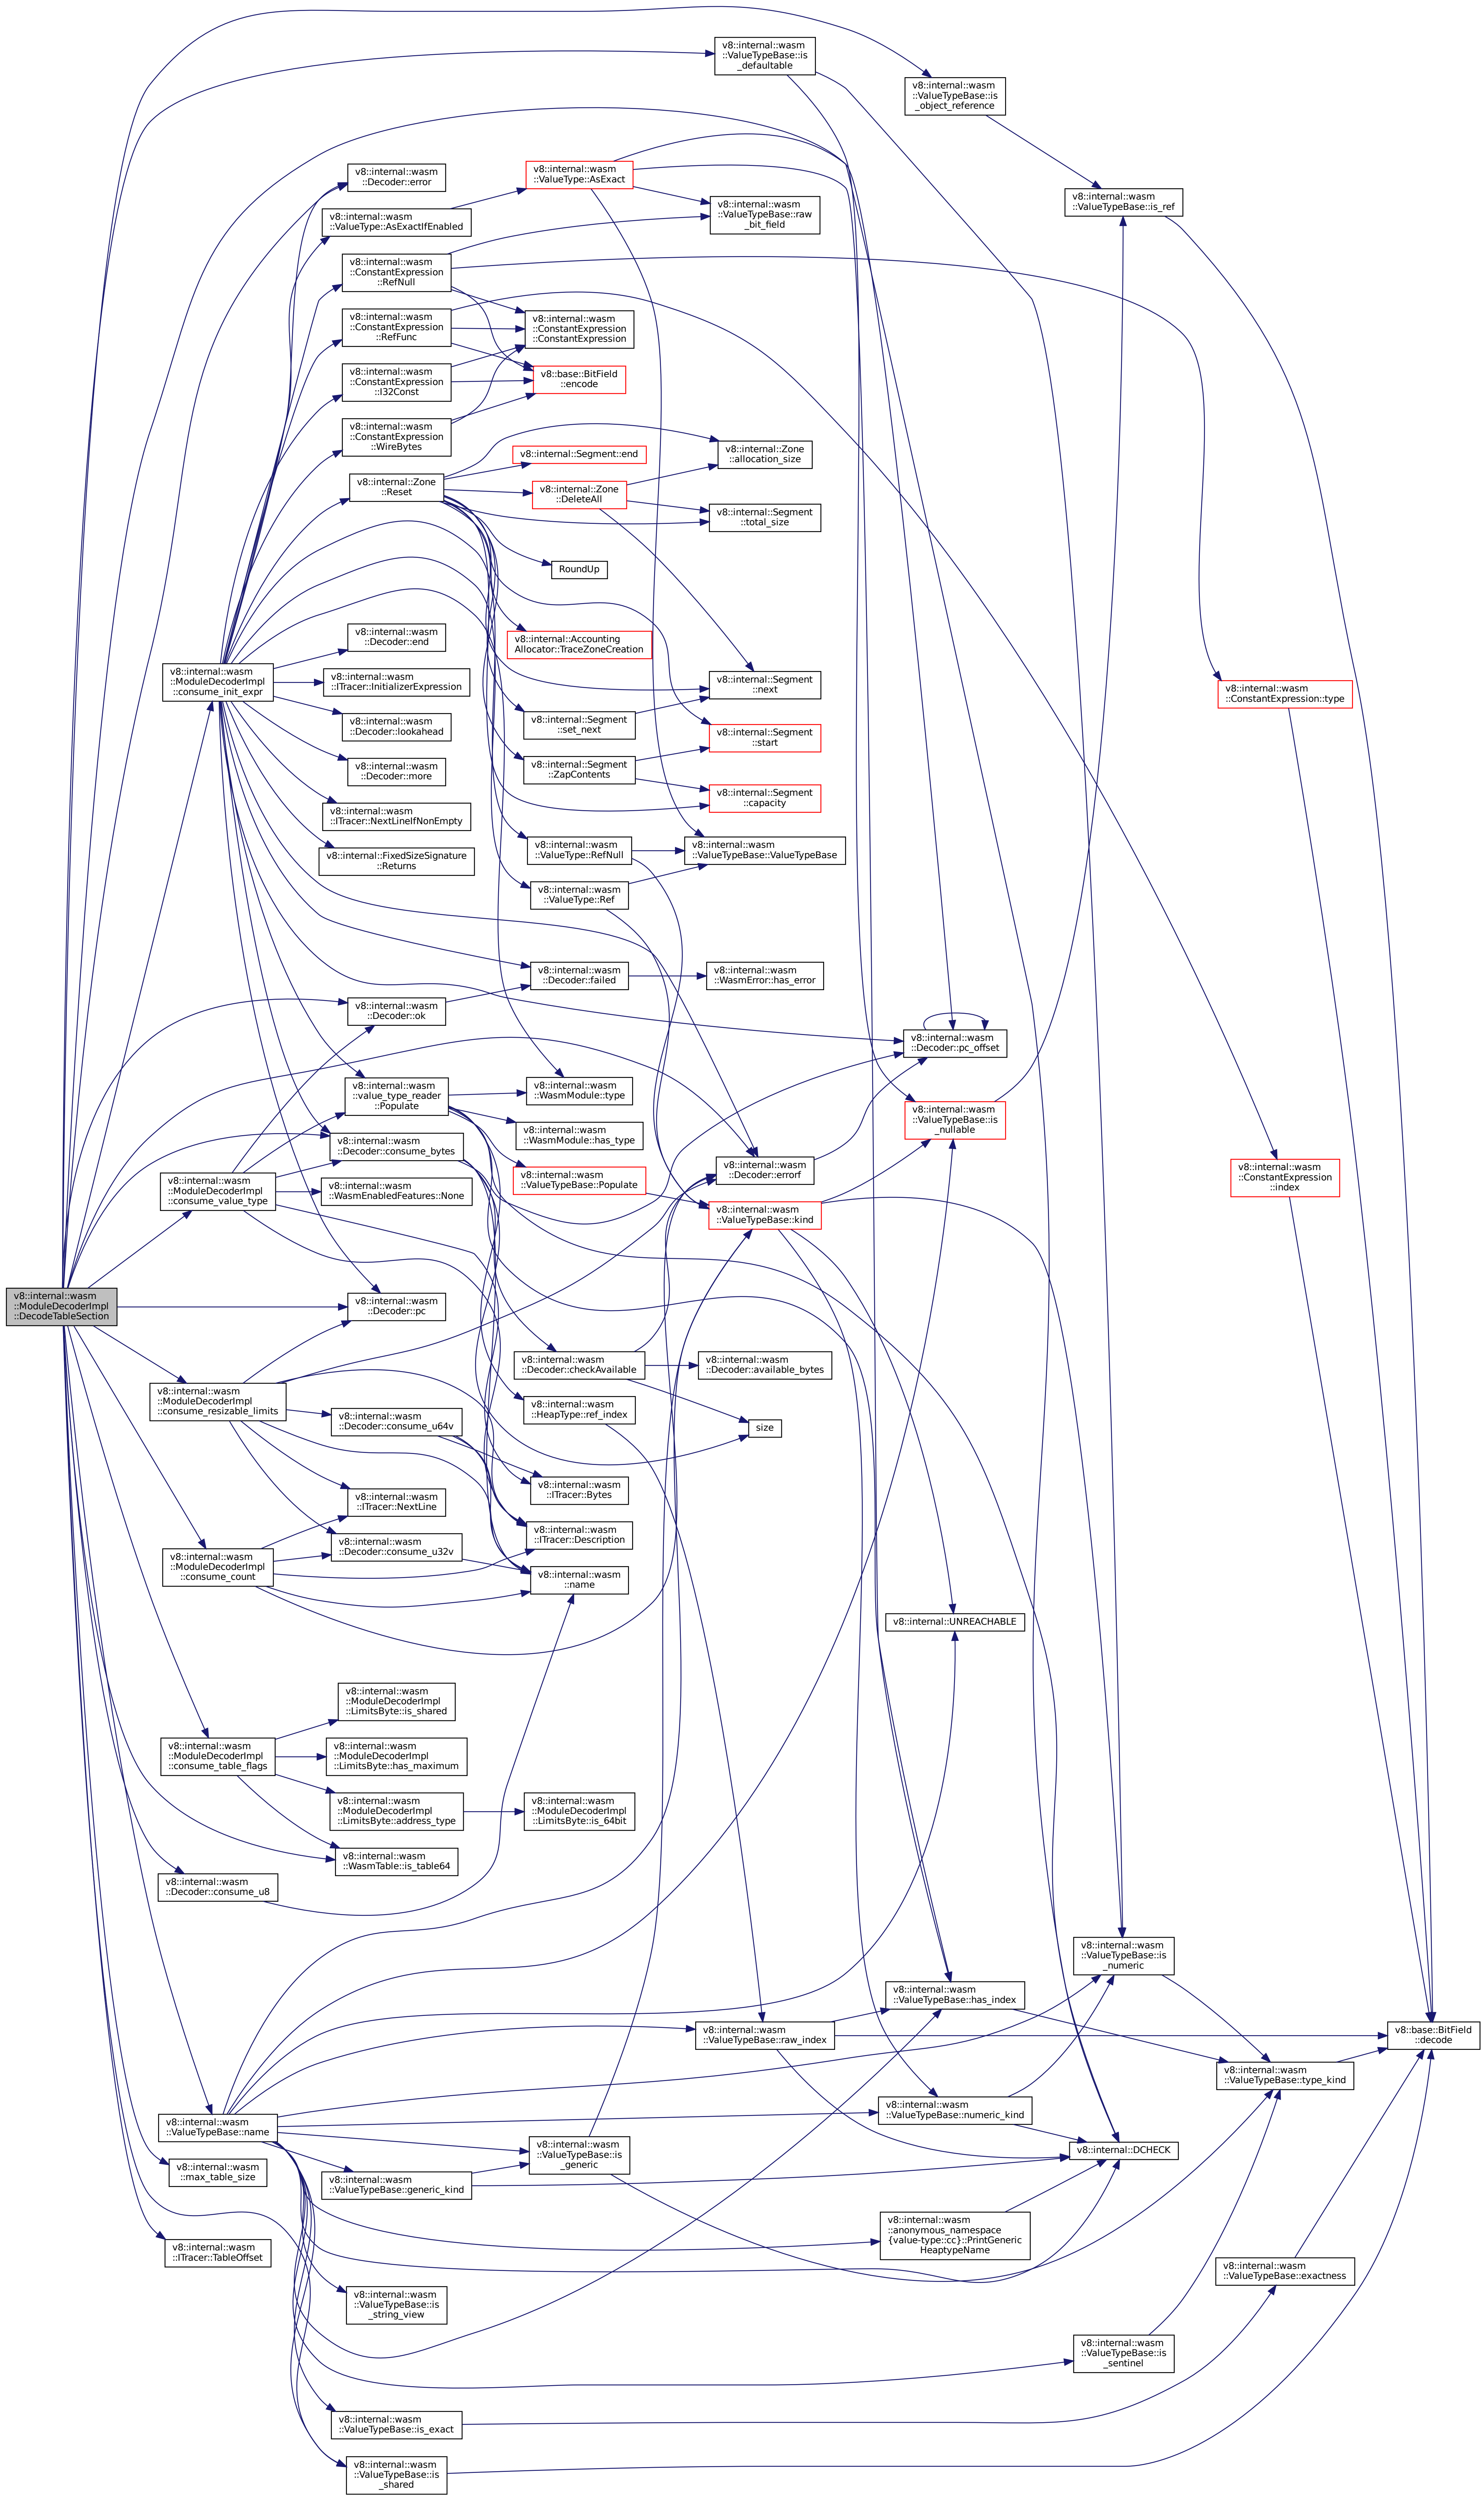 v8::internal::wasm
::ValueTypeBase::is
_defaultable
v8::internal::wasm
::ValueTypeBase::is
_object_reference
v8::internal::wasm
::Decoder::error
v8::internal::wasm
::ValueType::AsExact
v8::internal::wasm
::ValueTypeBase::is_ref
v8::internal::wasm
::ValueType::AsExactIfEnabled
v8::internal::wasm
::ValueTypeBase::raw
_bit_field
v8::internal::wasm
::ConstantExpression
::RefNull
v8::internal::wasm
::ConstantExpression
::RefFunc
v8::internal::wasm
::ConstantExpression
::ConstantExpression
v8::internal::wasm
::ConstantExpression
::I32Const
v8::base::BitField
::encode
v8::internal::wasm
::ConstantExpression
::WireBytes
v8::internal::Segment::end
v8::internal::Zone
::allocation_size
v8::internal::Zone
::Reset
v8::internal::Zone
::DeleteAll
v8::internal::Segment
::total_size
RoundUp
v8::internal::wasm
::Decoder::end
v8::internal::Accounting
Allocator::TraceZoneCreation
v8::internal::wasm
::ModuleDecoderImpl
::consume_init_expr
v8::internal::wasm
::ITracer::InitializerExpression
v8::internal::Segment
::next
v8::internal::wasm
::ConstantExpression::type
v8::internal::wasm
::Decoder::lookahead
v8::internal::Segment
::set_next
v8::internal::Segment
::start
v8::internal::wasm
::Decoder::more
v8::internal::Segment
::ZapContents
v8::internal::Segment
::capacity
v8::internal::wasm
::ITracer::NextLineIfNonEmpty
v8::internal::FixedSizeSignature
::Returns
v8::internal::wasm
::ValueType::RefNull
v8::internal::wasm
::ValueTypeBase::ValueTypeBase
v8::internal::wasm
::ValueType::Ref
v8::internal::wasm
::Decoder::failed
v8::internal::wasm
::WasmError::has_error
v8::internal::wasm
::Decoder::ok
v8::internal::wasm
::Decoder::pc_offset
v8::internal::wasm
::value_type_reader
::Populate
v8::internal::wasm
::WasmModule::type
v8::internal::wasm
::ValueTypeBase::is
_nullable
v8::internal::wasm
::Decoder::consume_bytes
v8::internal::wasm
::WasmModule::has_type
v8::internal::wasm
::Decoder::errorf
v8::internal::wasm
::ConstantExpression
::index
v8::internal::wasm
::ModuleDecoderImpl
::consume_value_type
v8::internal::wasm
::WasmEnabledFeatures::None
v8::internal::wasm
::ValueTypeBase::Populate
v8::internal::wasm
::ValueTypeBase::kind
v8::internal::wasm
::ModuleDecoderImpl
::DecodeTableSection
v8::internal::wasm
::Decoder::pc
v8::internal::wasm
::Decoder::checkAvailable
v8::internal::wasm
::Decoder::available_bytes
v8::internal::wasm
::ModuleDecoderImpl
::consume_resizable_limits
v8::internal::wasm
::HeapType::ref_index
v8::internal::wasm
::Decoder::consume_u64v
size
v8::internal::wasm
::ITracer::Bytes
v8::internal::wasm
::ITracer::NextLine
v8::internal::wasm
::ITracer::Description
v8::internal::wasm
::Decoder::consume_u32v
v8::internal::wasm
::ModuleDecoderImpl
::consume_count
v8::internal::wasm
::name
v8::internal::UNREACHABLE
v8::internal::wasm
::ModuleDecoderImpl
::LimitsByte::is_shared
v8::internal::wasm
::ModuleDecoderImpl
::consume_table_flags
v8::internal::wasm
::ModuleDecoderImpl
::LimitsByte::has_maximum
v8::internal::wasm
::ModuleDecoderImpl
::LimitsByte::address_type
v8::internal::wasm
::ModuleDecoderImpl
::LimitsByte::is_64bit
v8::internal::wasm
::WasmTable::is_table64
v8::internal::wasm
::Decoder::consume_u8
v8::internal::wasm
::ValueTypeBase::is
_numeric
v8::internal::wasm
::ValueTypeBase::has_index
v8::internal::wasm
::ValueTypeBase::raw_index
v8::base::BitField
::decode
v8::internal::wasm
::ValueTypeBase::type_kind
v8::internal::wasm
::ValueTypeBase::numeric_kind
v8::internal::wasm
::ValueTypeBase::name
v8::internal::wasm
::ValueTypeBase::is
_generic
v8::internal::DCHECK
v8::internal::wasm
::max_table_size
v8::internal::wasm
::ValueTypeBase::generic_kind
v8::internal::wasm
::anonymous_namespace
{value-type::cc}::PrintGeneric
HeaptypeName
v8::internal::wasm
::ITracer::TableOffset
v8::internal::wasm
::ValueTypeBase::exactness
v8::internal::wasm
::ValueTypeBase::is
_string_view
v8::internal::wasm
::ValueTypeBase::is
_sentinel
v8::internal::wasm
::ValueTypeBase::is_exact
v8::internal::wasm
::ValueTypeBase::is
_shared